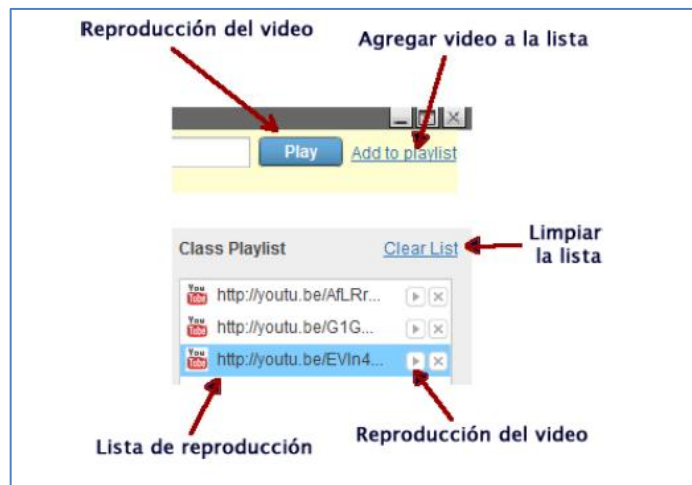 Reproducción del video
Agregar video a la lista
Play
Add to playlist
Class Playlist
Clear List
Limpiar
la lista
You Tube http://youtu.be/AfLRr...
You Tube http://youtu.be/G1G...
You Tube http://youtu.be/EVIn4...
Lista de reproducción
Reproducción del video